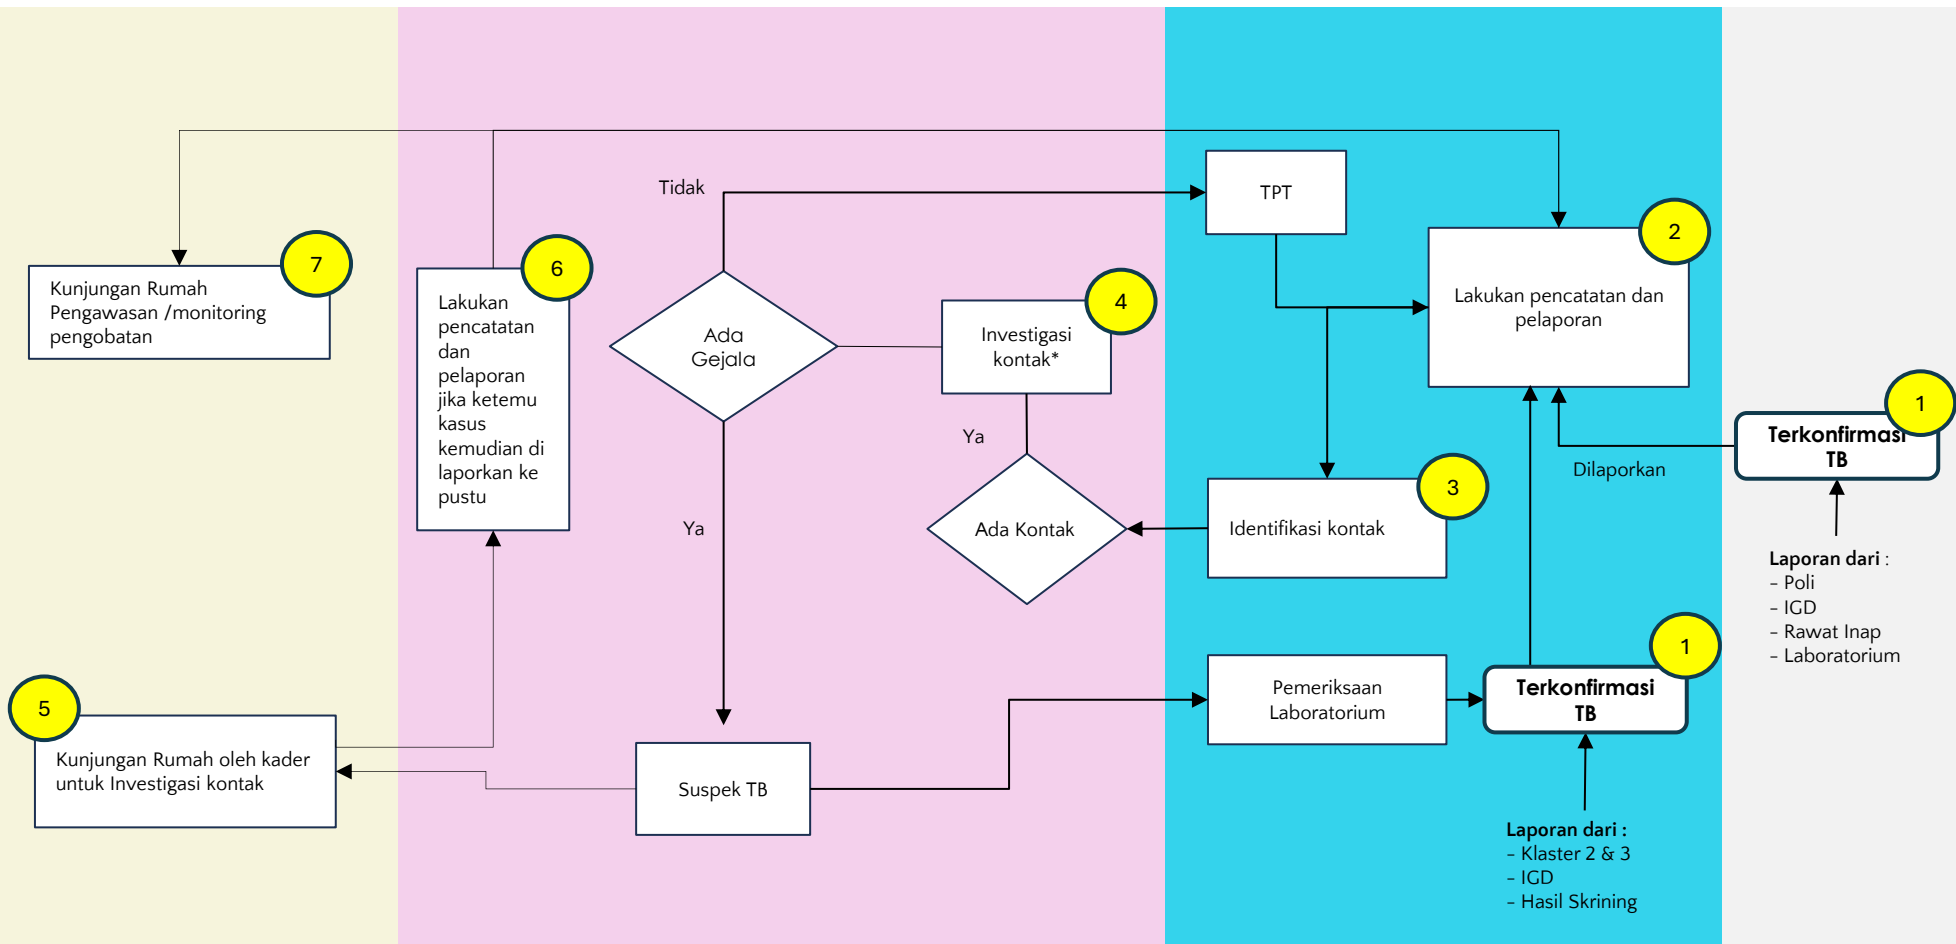 Tidak
TPT
2
7
6
4
Kunjungan Rumah
Pengawasan /monitoring
pengobatan
Lakukan
pencatatan
dan
pelaporan
jika ketemu
kasus
kemudian di
laporkan ke
pustu
Ada
Gejala
Investigasi
kontak*
Lakukan pencatatan dan
pelaporan
1
Terkonfirmasi
TB
Ya
Dilaporkan
3
Ya
Ada Kontak
Identifikasi kontak
Laporan dari :
- Poli
- IGD
- Rawat Inap
- Laboratorium
1
5
Pemeriksaan
Laboratorium
Terkonfirmasi
TB
Kunjungan Rumah oleh kader
untuk Investigasi kontak
Suspek TB
Laporan dari :
- Klaster 2 & 3
- IGD
- Hasil Skrining